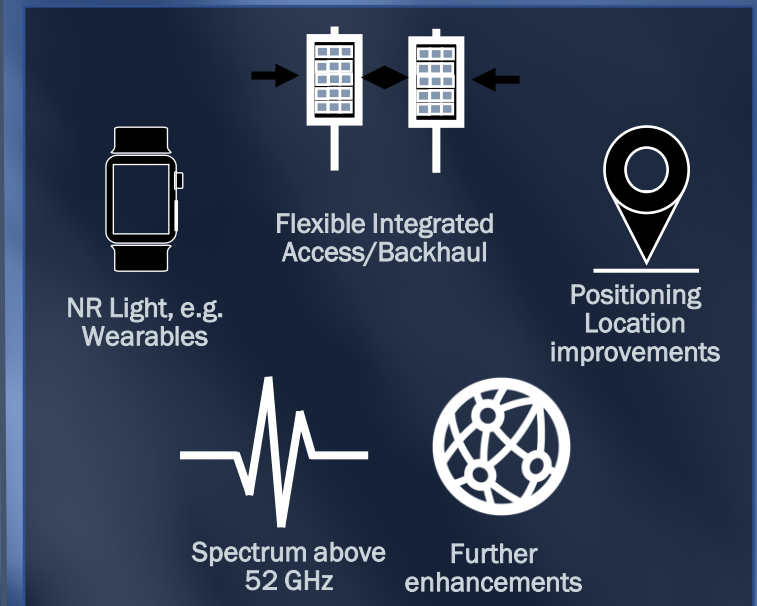 Flexible Integrated
Access/Backhaul
NR Light, e.g.
Wearables
Positioning
Location
improvements
Spectrum above
52 GHz
Further
enhancements